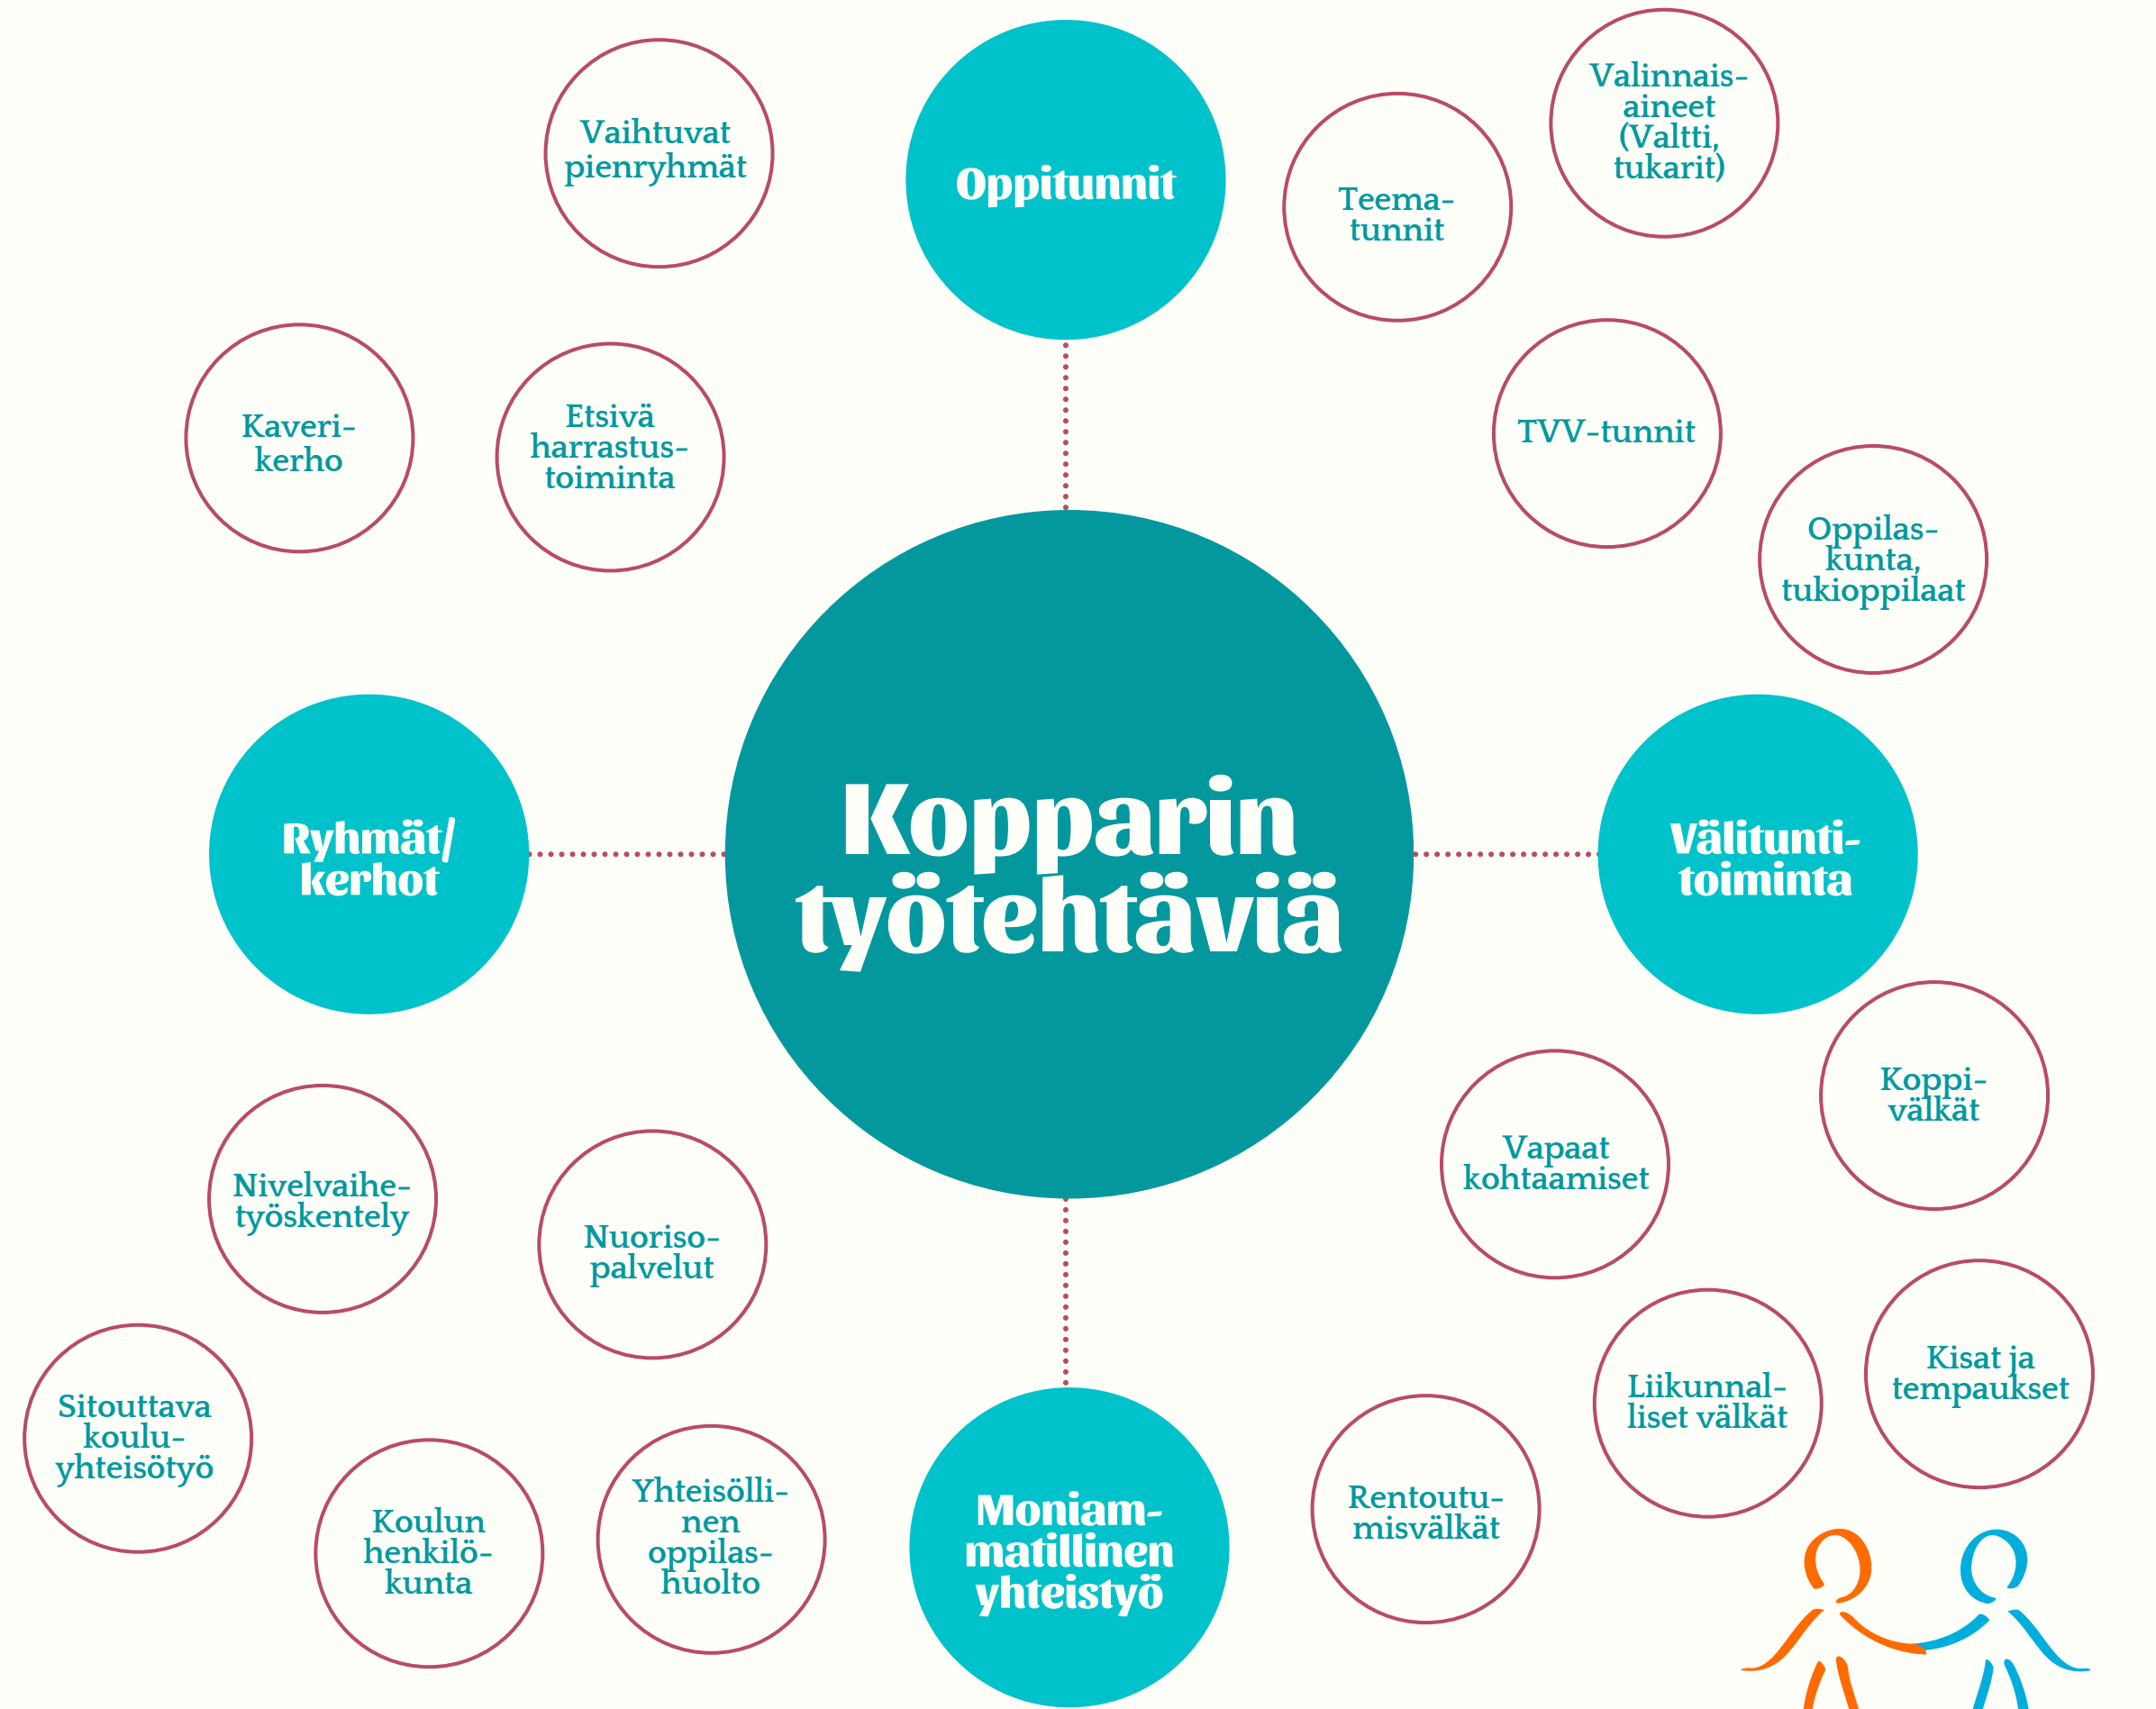 Vaihtuvat
pienryhmät
Oppitunnit
Teema-
tunnit
Valinnais-
aineet
(Valtti,
tukarit)
Kaveri-
kerho
Etsivä
harrastus-
toiminta
TVV-tunnit
Oppilas-
kunta,
tukioppilaat
Ryhmät/
kerhot
Kopparin
työtehtäviä
Välitunti-
toiminta
Koppi-
välkät
Vapaat
kohtaamiset
Nivelvaihe-
työskentely
Nuoriso-
palvelut
Kisat ja
tempaukset
Liikunnal-
liset välkät
Sitouttava
koulu-
yhteisötyö
Koulun
henkilö-
kunta
Yhteisölli-
nen
oppilas-
huolto
Moniam-
matillinen
yhteistyö
Rentoutu-
misvälkät